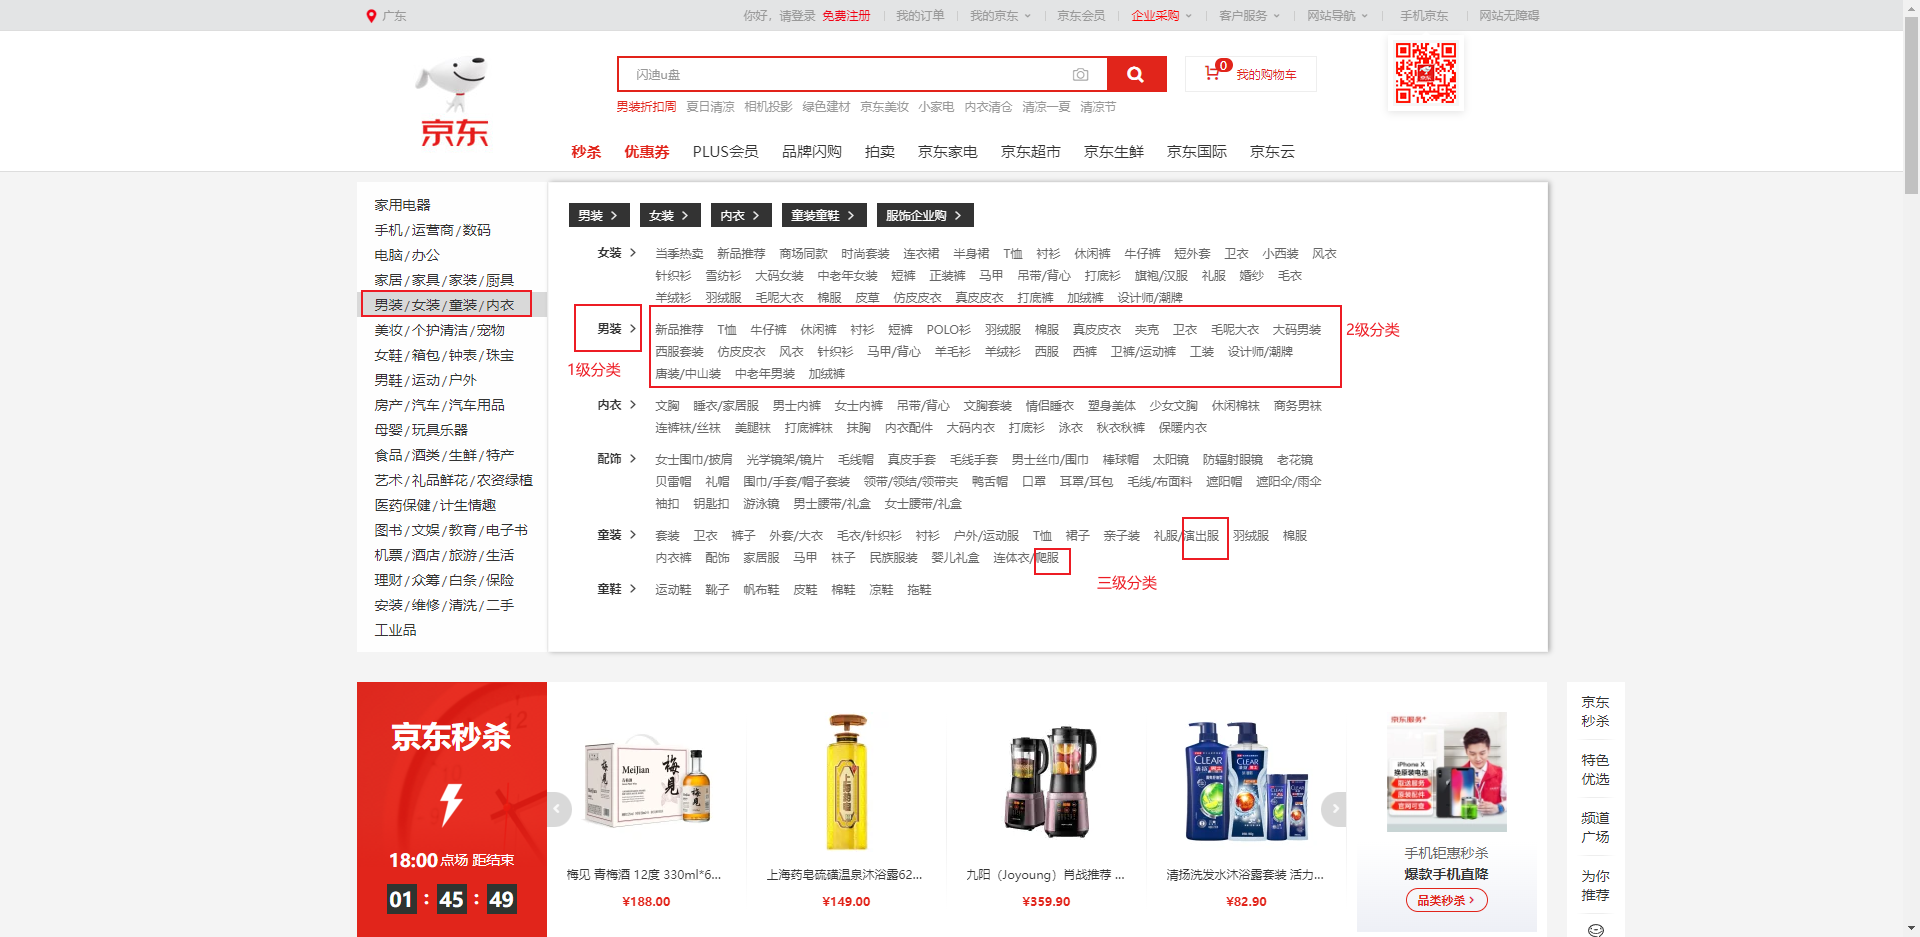 广东
你好，请登录 免费注册 我的订单 我的京东 京东会员 企业采购 客户服务 网站导航 手机京东 网站无障碍
京东
闪迪u盘
0 我的购物车
男装折扣周 夏日清凉 相机投影 绿色建材 京东美妆 小家电 内衣清仓 清凉一夏 清凉节
秒杀 优惠券 PLUS会员 品牌闪购 拍卖 京东家电 京东超市 京东生鲜 京东国际 京东云
家用电器
手机/运营商/数码
电脑/办公
家居/家具/家装/厨具
男装/女装/童装/内衣
美妆/个护清洁/宠物
女鞋/箱包/钟表/珠宝
男鞋/运动/户外
房产/汽车/汽车用品
母婴/玩具乐器
食品/酒类/生鲜/特产
艺术/礼品鲜花/农资绿植
医药保健/计生情趣
图书/文娱/教育/电子书
机票/酒店/旅游/生活
理财/众筹/白条/保险
安装/维修/清洗/二手
工业品
男装 > 女装 > 内衣 > 童装童鞋 > 服饰企业购 >
女装 > 当季热卖 新品推荐 商场同款 时尚套装 连衣裙 半身裙 T恤 衬衫 休闲裤 牛仔裤 短外套 卫衣 小西装 风衣
针织衫 雪纺衫 大码女装 中老年女装 短裤 正装裤 马甲 吊带/背心 打底衫 旗袍/汉服 礼服 婚纱 毛衣
羊绒衫 羽绒服 毛呢大衣 棉服 皮草 仿皮皮衣 真皮皮衣 打底裤 加绒裤 设计师/潮牌
男装 > 新品推荐 T恤 牛仔裤 休闲裤 衬衫 短裤 POLO衫 羽绒服 棉服 真皮皮衣 夹克 卫衣 毛呢大衣 大码男装
2级分类
西服套装 仿皮皮衣 风衣 针织衫 马甲/背心 羊毛衫 羊绒衫 西服 西裤 卫裤/运动裤 工装 设计师/潮牌
1级分类
唐装/中山装 中老年男装 加绒裤
内衣 > 文胸 睡衣/家居服 男士内裤 女士内裤 吊带/背心 文胸套装 情侣睡衣 塑身美体 少女文胸 休闲棉袜 商务男袜
连裤袜/丝袜 美腿袜 打底裤袜 抹胸 内衣配件 大码内衣 打底衫 泳衣 秋衣秋裤 保暖内衣
配饰 > 女士围巾/披肩 光学镜架/镜片 毛线帽 真皮手套 毛线手套 男士丝巾/围巾 棒球帽 太阳镜 防辐射眼镜 老花镜
贝雷帽 礼帽 围巾/手套/帽子套装 领带/领结/领带夹 鸭舌帽 口罩 耳罩/耳包 毛线/布面料 遮阳帽 遮阳伞/雨伞
袖扣 钥匙扣 游泳镜 男士腰带/礼盒 女士腰带/礼盒
童装 > 套装 卫衣 裤子 外套/大衣 毛衣/针织衫 衬衫 户外/运动服 T恤 裙子 亲子装 礼服/演出服 羽绒服 棉服
内衣裤 配饰 家居服 马甲 袜子 民族服装 婴儿礼盒 连体衣/爬服
三级分类
童鞋 > 运动鞋 靴子 帆布鞋 皮鞋 棉鞋 凉鞋 拖鞋
京东秒杀
18:00点场 距结束
01 : 45 : 49
MeiJian
梅見
梅見
梅见 青梅酒 12度 330ml*6...
¥188.00
上海药皂硫磺温泉沐浴露62...
¥149.00
九阳（Joyoung）肖战推荐 ...
¥359.90
CLEAR
CLEAR
清扬洗发水沐浴露套装 活力...
¥82.90
京东服务+
iPhone X
换原装电池
取送服务
原装配件
官网可查
手机钜惠秒杀
爆款手机直降
品类秒杀 >
京东
秒杀
特色
优选
频道
广场
为你
推荐